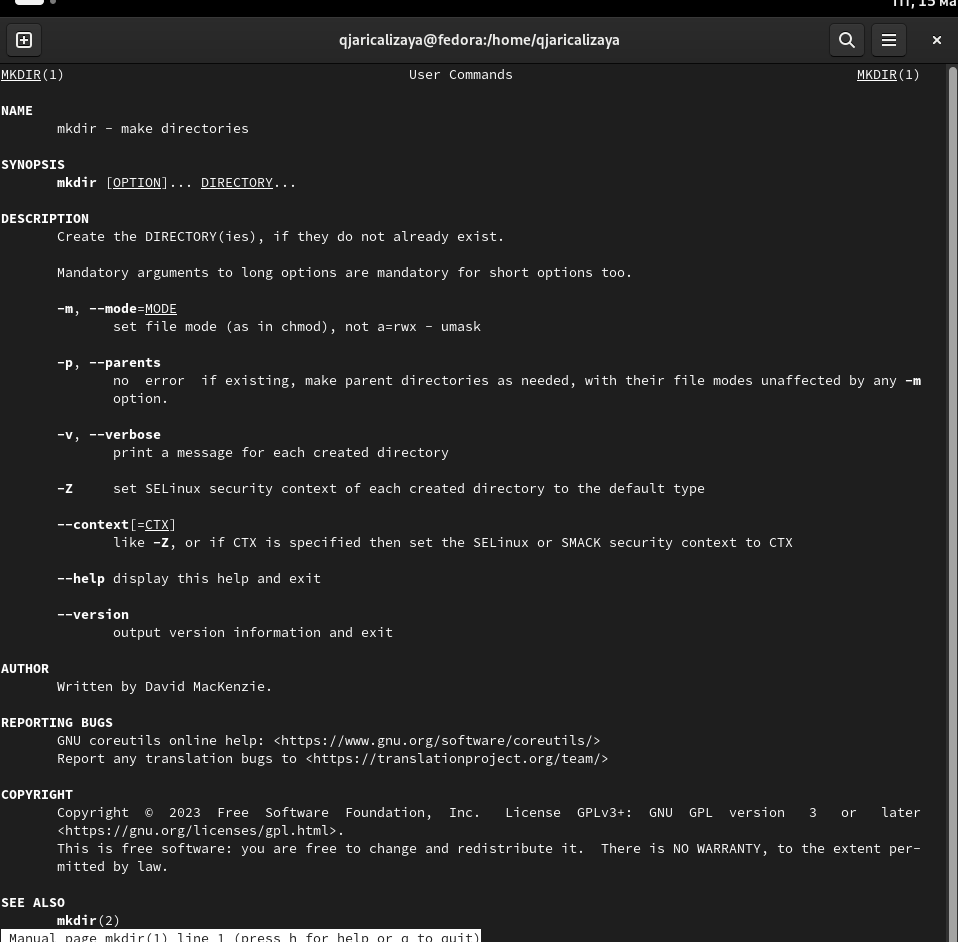 Пт, 15 ма
qjaricalizaya@fedora:/home/qjaricalizaya
MKDIR(1) User Commands MKDIR(1)
NAME
mkdir - make directories
SYNOPSIS
mkdir [OPTION]... DIRECTORY...
DESCRIPTION
Create the DIRECTORY(ies), if they do not already exist.
Mandatory arguments to long options are mandatory for short options too.
-m, --mode=MODE
set file mode (as in chmod), not a=rwx - umask
-p, --parents
no error if existing, make parent directories as needed, with their file modes unaffected by any -m
option.
-v, --verbose
print a message for each created directory
-Z set SELinux security context of each created directory to the default type
--context[=CTX]
like -Z, or if CTX is specified then set the SELinux or SMACK security context to CTX
--help display this help and exit
--version
output version information and exit
AUTHOR
Written by David MacKenzie.
REPORTING BUGS
GNU coreutils online help: <https://www.gnu.org/software/coreutils/>
Report any translation bugs to <https://translationproject.org/team/>
COPYRIGHT
Copyright © 2023 Free Software Foundation, Inc. License GPLv3+: GNU GPL version 3 or later
<https://gnu.org/licenses/gpl.html>.
This is free software: you are free to change and redistribute it. There is NO WARRANTY, to the extent per-
mitted by law.
SEE ALSO
mkdir(2)
Manual page mkdir(1) line 1 (press h for help or q to quit)